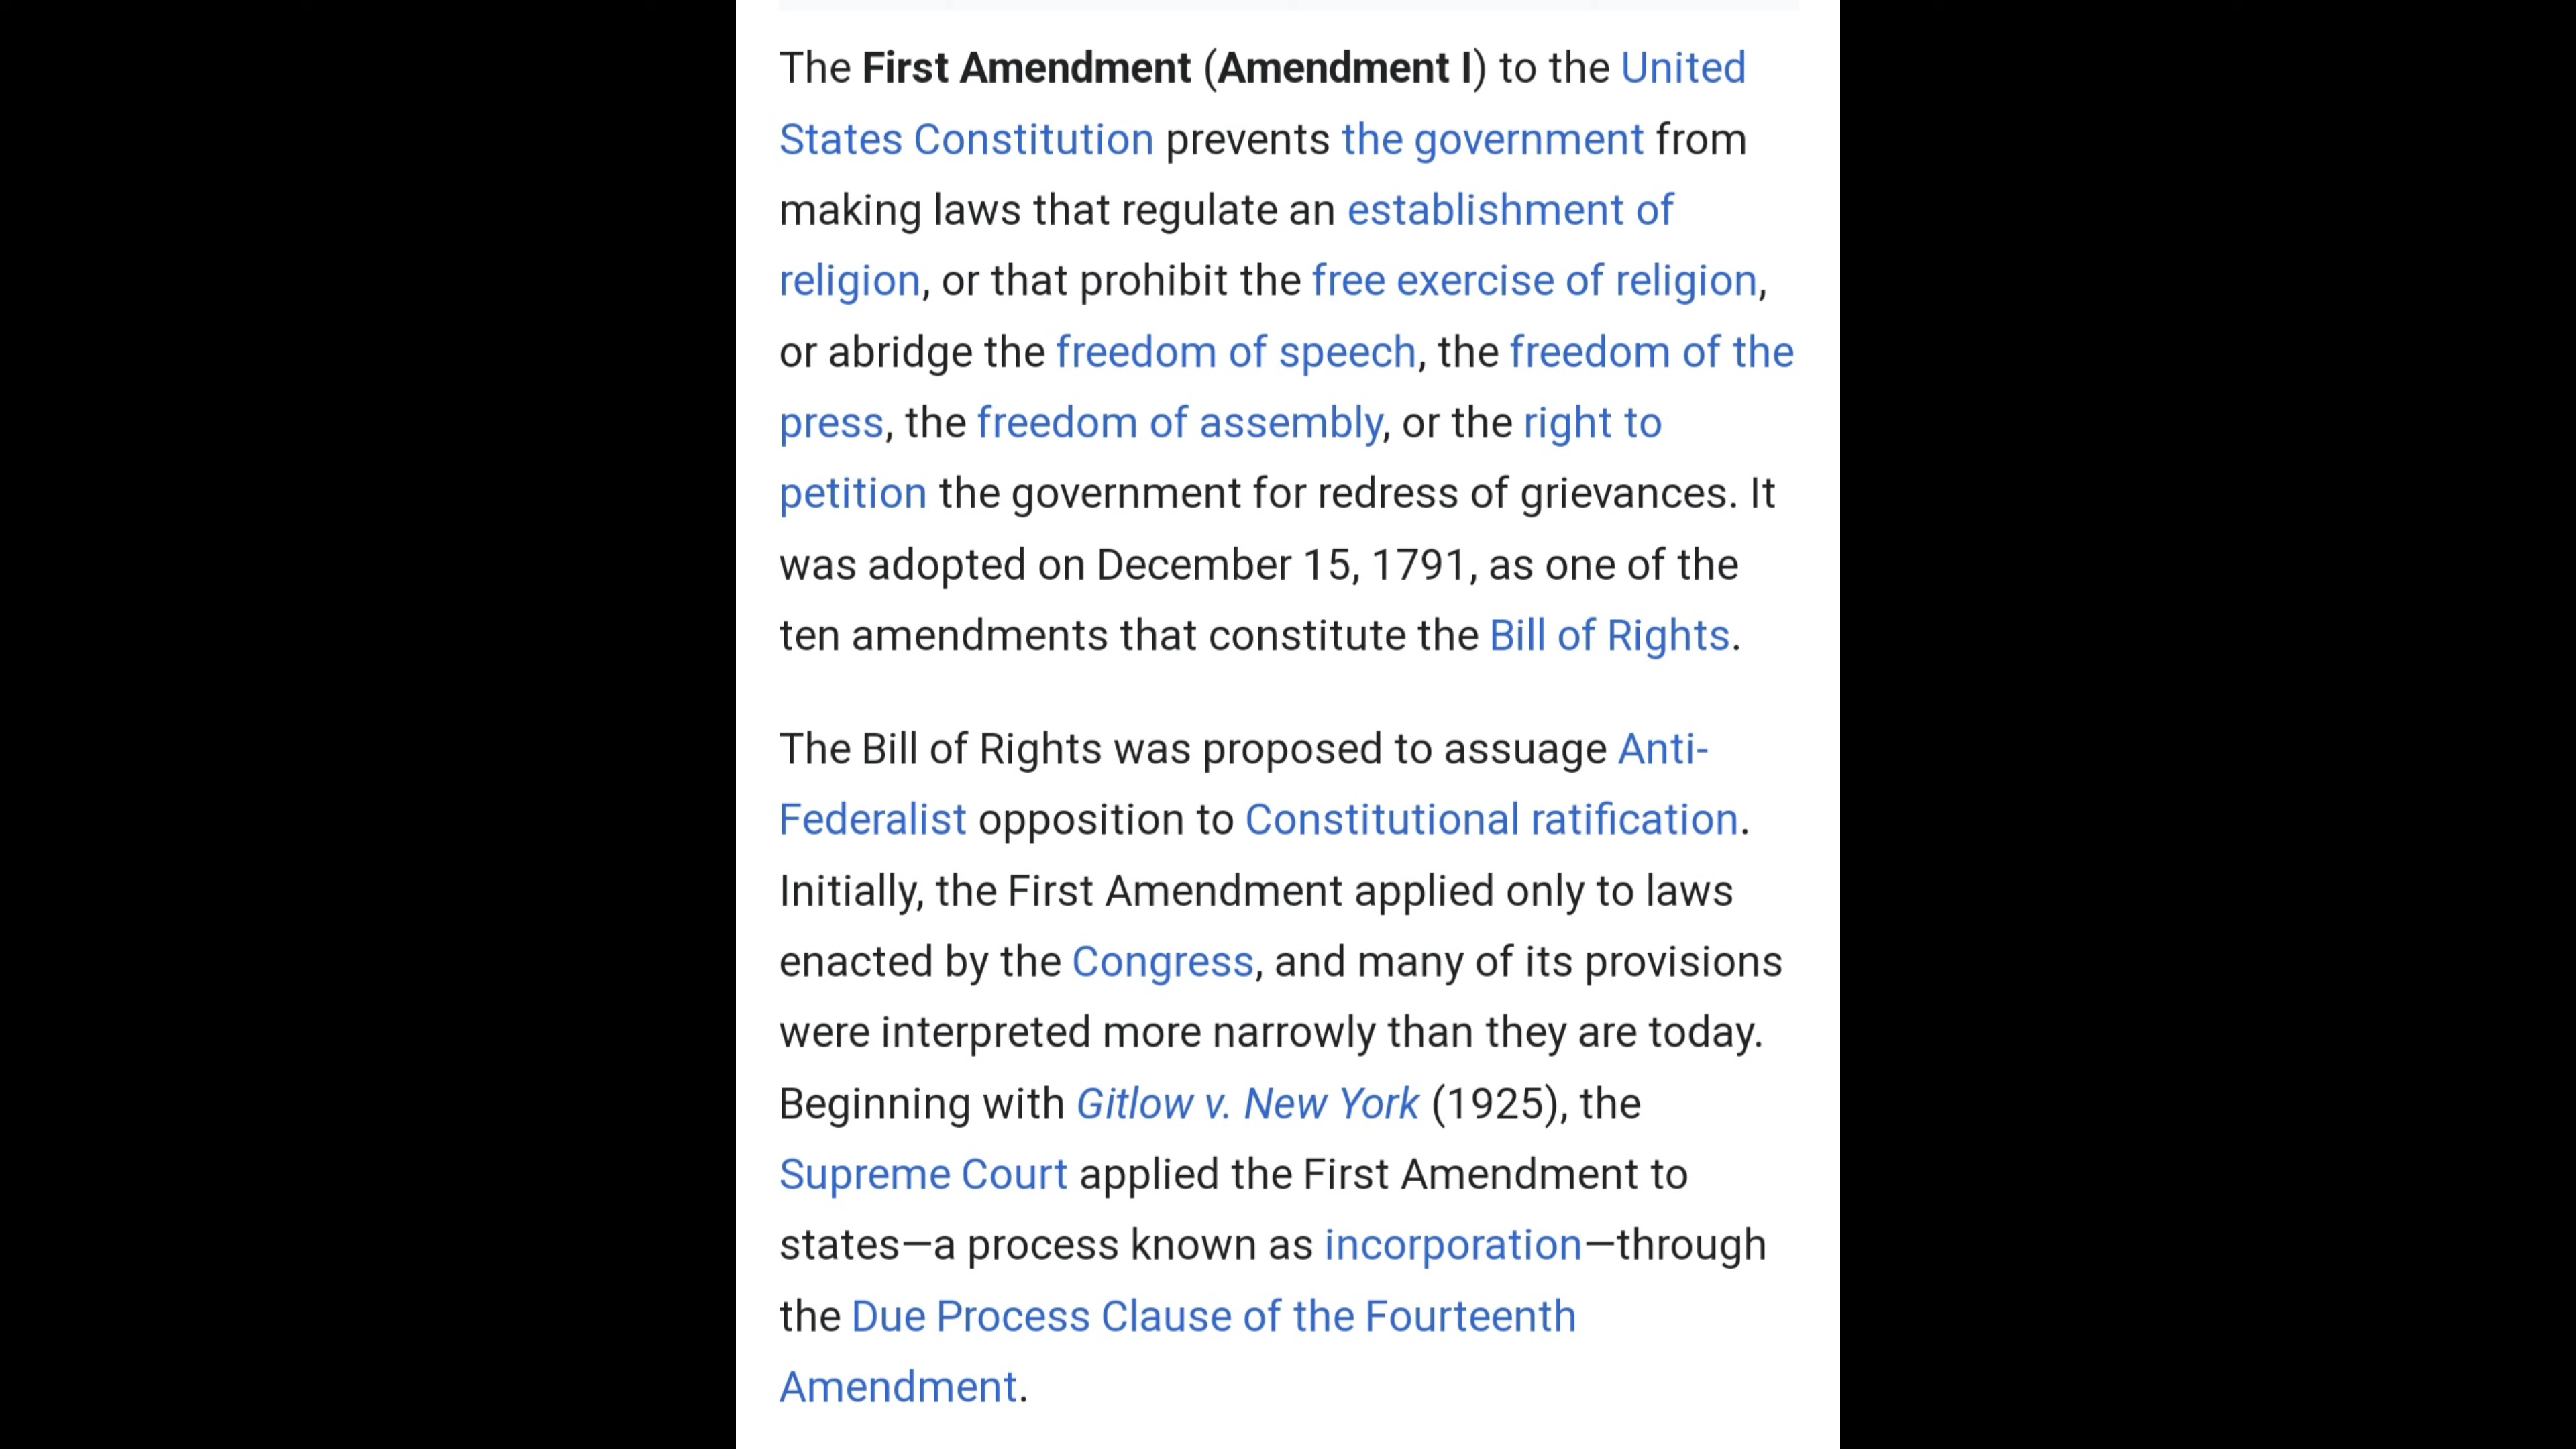 The First Amendment (Amendment I) to the United
States Constitution prevents the government from
making laws that regulate an establishment of
religion, or that prohibit the free exercise of religion,
or abridge the freedom of speech, the freedom of the
press, the freedom of assembly, or the right to
petition the government for redress of grievances. It
was adopted on December 15, 1791, as one of the
ten amendments that constitute the Bill of Rights.
The Bill of Rights was proposed to assuage Anti-
Federalist opposition to Constitutional ratification.
Initially, the First Amendment applied only to laws
enacted by the Congress, and many of its provisions
were interpreted more narrowly than they are today.
Beginning with Gitlow v. New York (1925), the
Supreme Court applied the First Amendment to
states—a process known as incorporation—through
the Due Process Clause of the Fourteenth
Amendment.